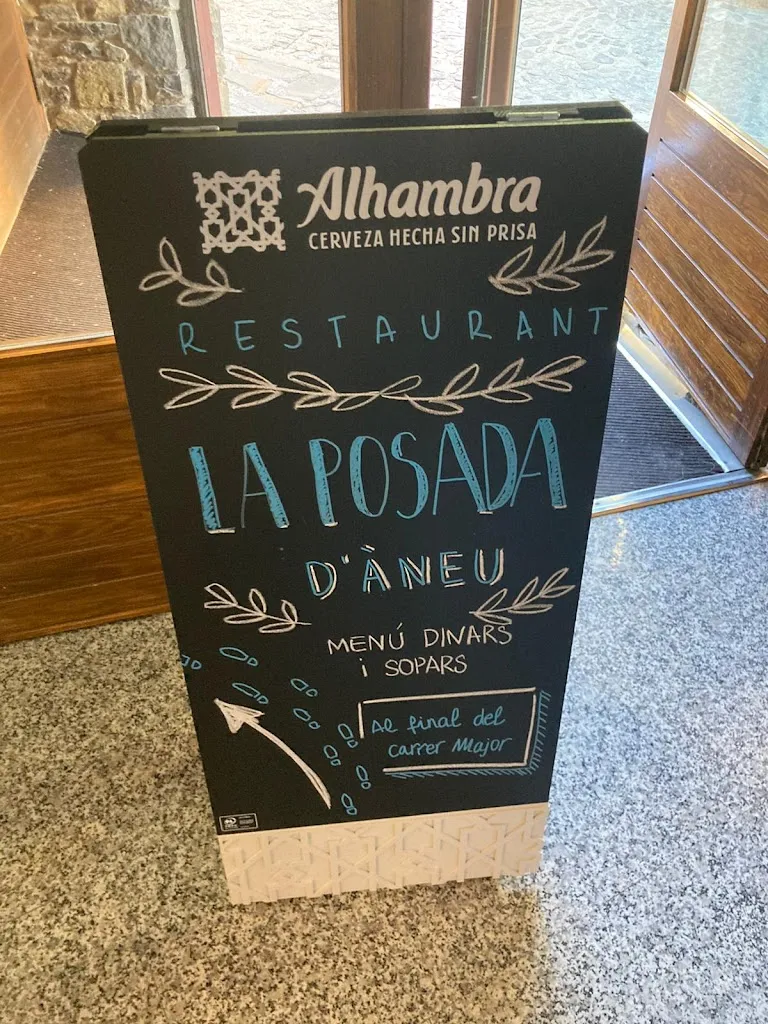 Alhambra
CERVEZA HECHA SIN PRISA
RESTAURANT
LA POSADA
D'ÀNEU
MENÚ DINARS
i SOPARS
Al final del
carrer Major